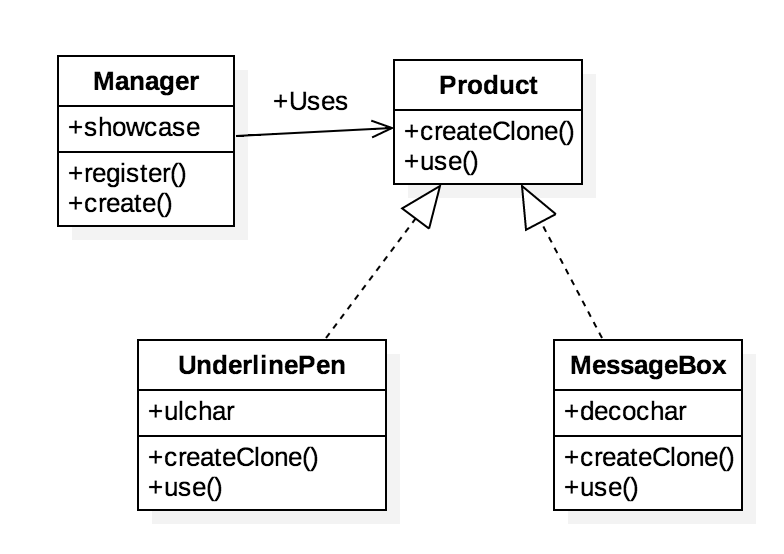 Manager
+showcase
+register()
+create()
+Uses
Product
+createClone()
+use()
UnderlinePen
+ulchar
+createClone()
+use()
MessageBox
+decochar
+createClone()
+use()